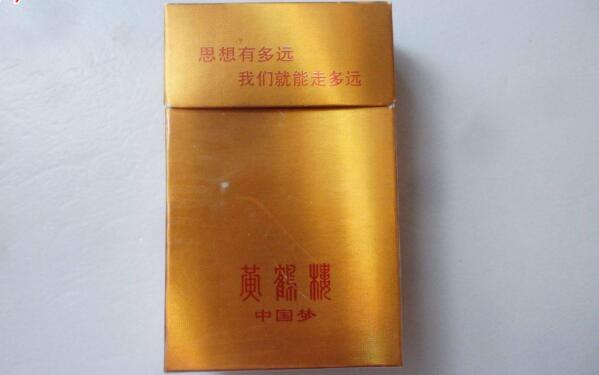 思想有多远
我们就能走多远
黄鹤楼
中国梦